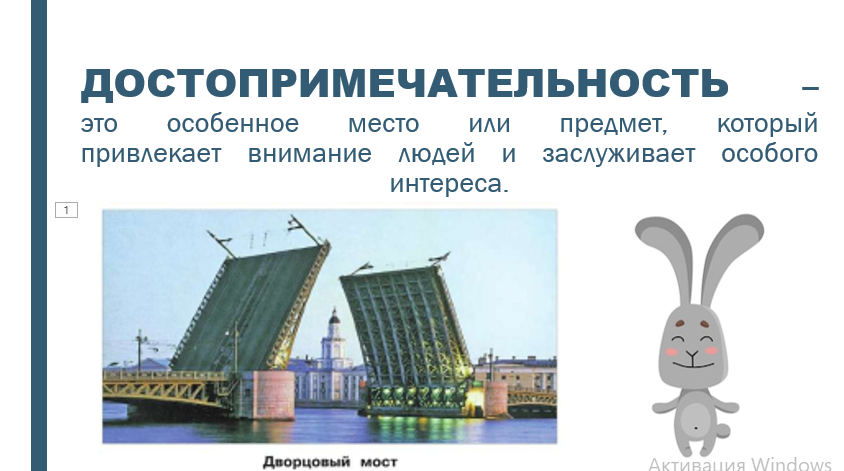 ДОСТОПРИМЕЧАТЕЛЬНОСТЬ –
это особенное место или предмет, который
привлекает внимание людей и заслуживает особого
интереса.
1
Дворцовый мост
Активация Windows